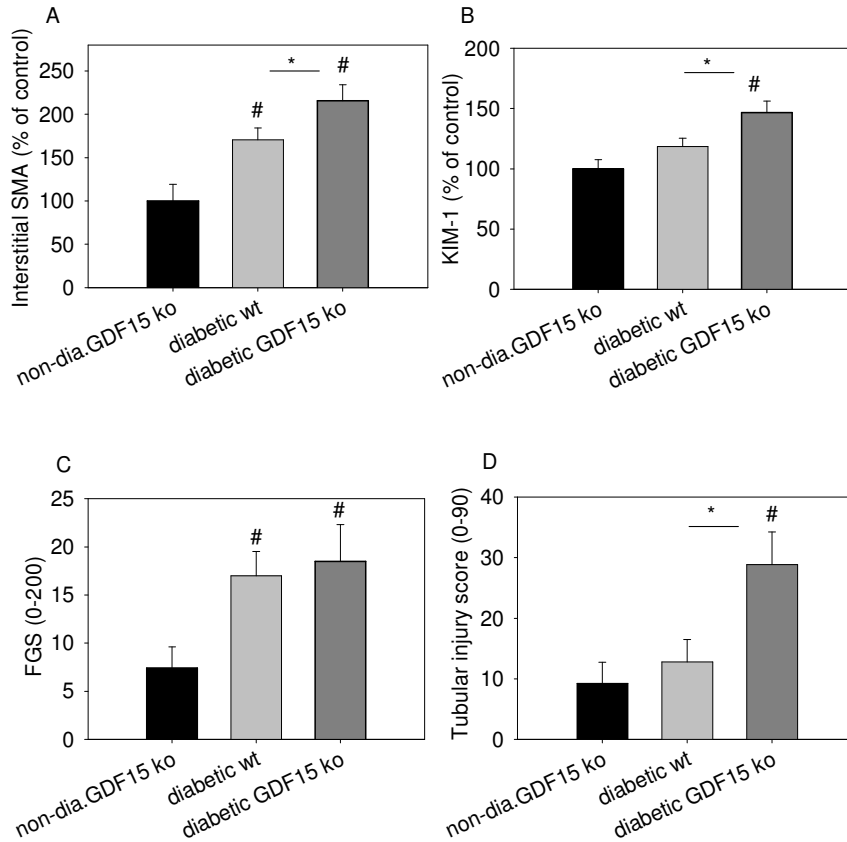 A
Interstitial SMA (% of control)
250
200
150
100
50
0
#
*
#
non-dia.GDF15 ko
diabetic wt
diabetic GDF15 ko
B
KIM-1 (% of control)
200
150
100
50
0
*
#
non-dia.GDF15 ko
diabetic wt
diabetic GDF15 ko
C
FGS (0-200)
25
20
15
10
5
0
#
#
non-dia.GDF15 ko
diabetic wt
diabetic GDF15 ko
D
Tubular injury score (0-90)
40
30
20
10
0
*
#
non-dia.GDF15 ko
diabetic wt
diabetic GDF15 ko